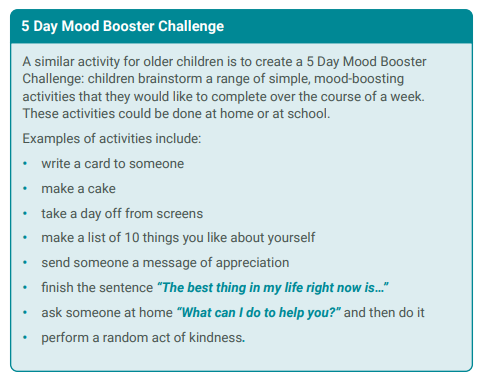 5 Day Mood Booster Challenge
A similar activity for older children is to create a 5 Day Mood Booster
Challenge: children brainstorm a range of simple, mood-boosting
activities that they would like to complete over the course of a week.
These activities could be done at home or at school.
Examples of activities include:
• write a card to someone
• make a cake
• take a day off from screens
• make a list of 10 things you like about yourself
• send someone a message of appreciation
• finish the sentence “The best thing in my life right now is…”
• ask someone at home “What can I do to help you?” and then do it
• perform a random act of kindness.